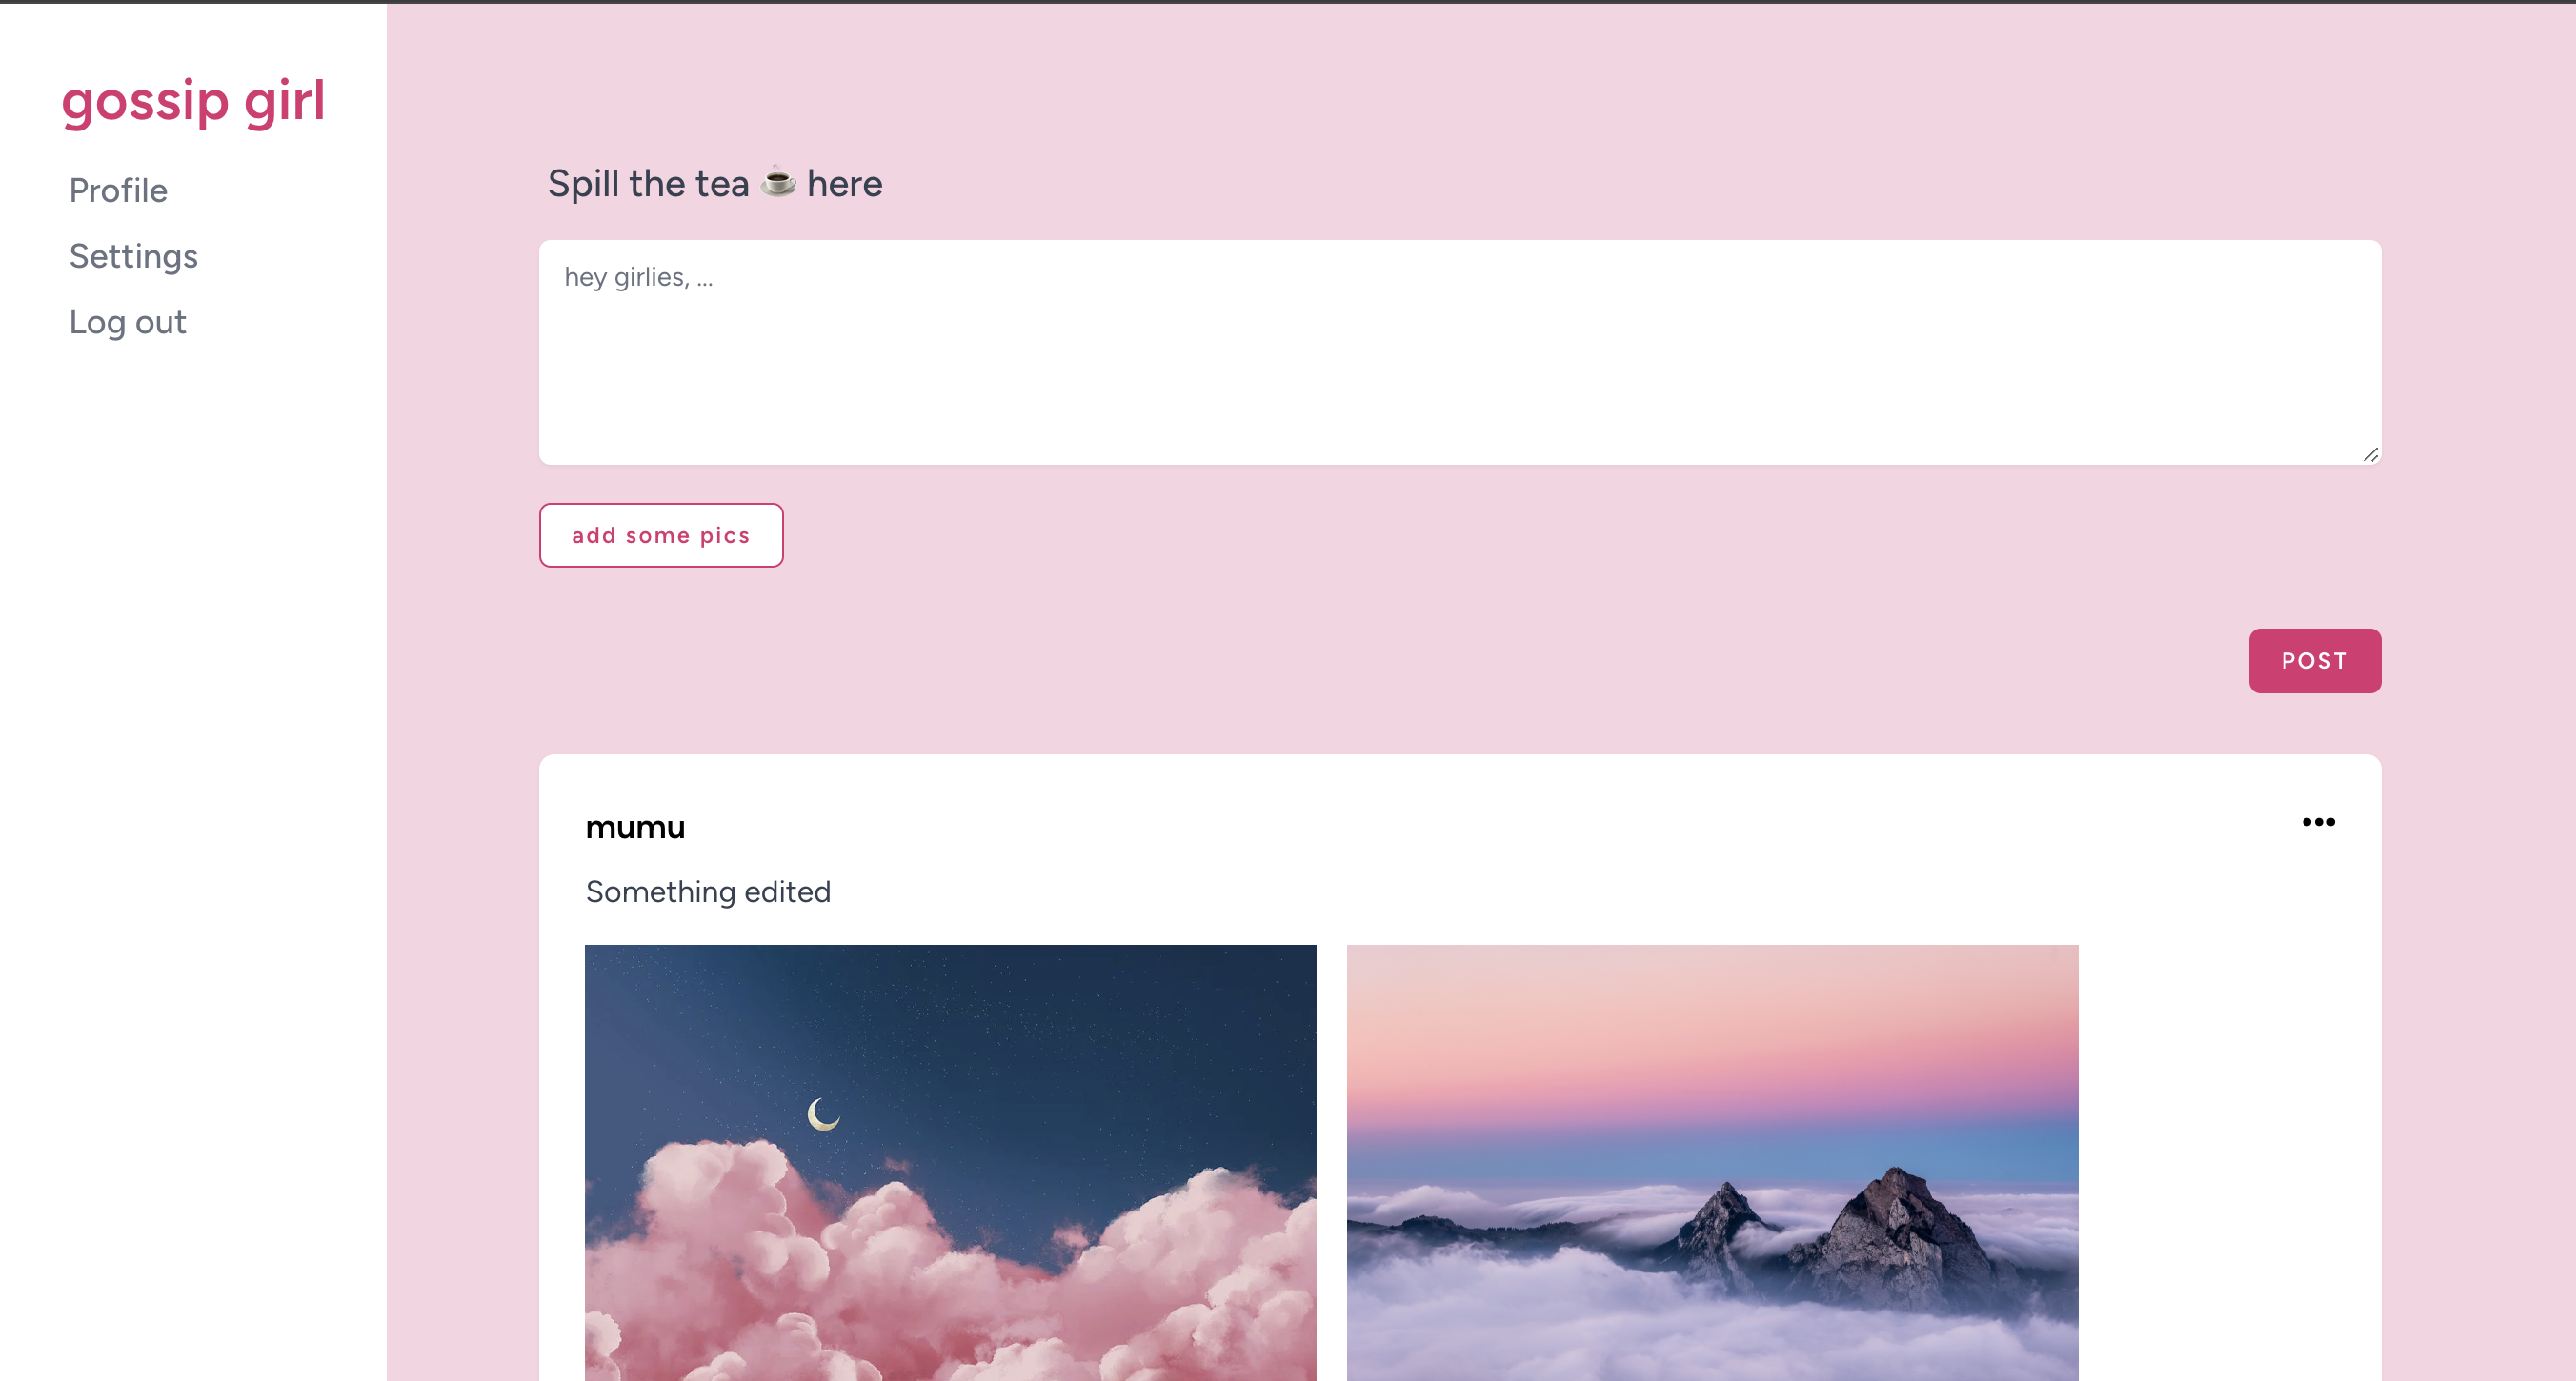 gossip girl
Profile
Settings
Log out
Spill the tea ☕ here
hey girlies, ...
add some pics
POST
mumu
Something edited